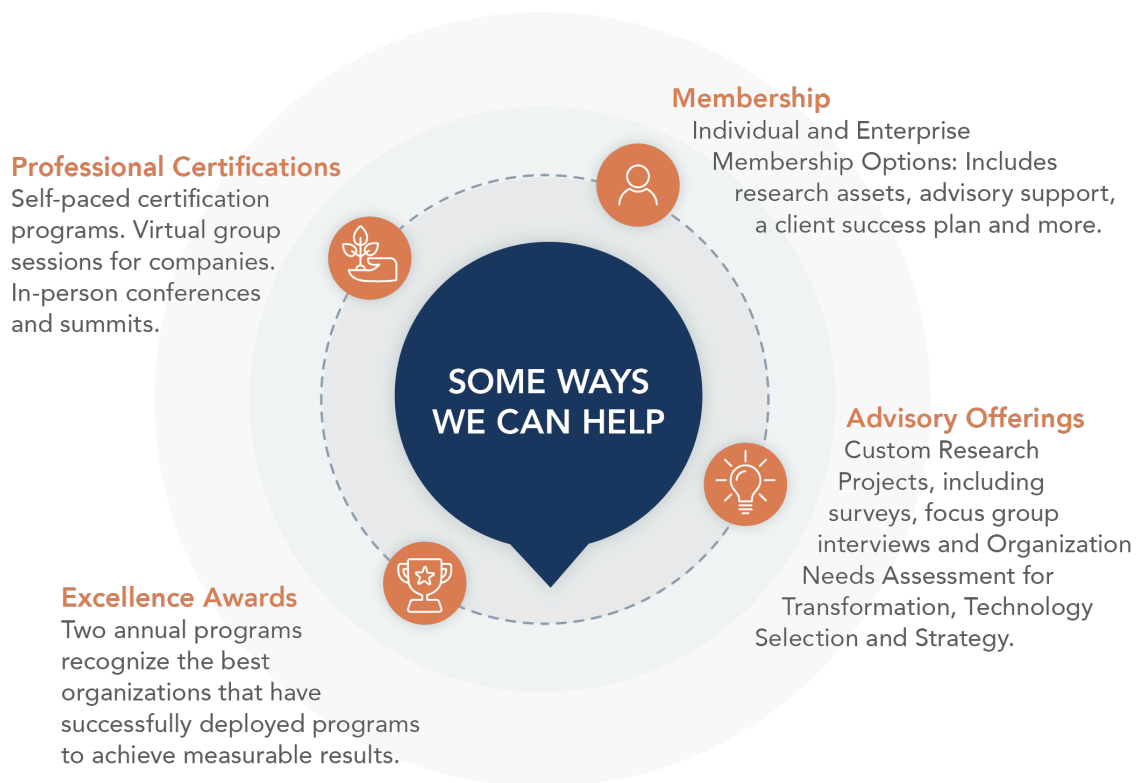 Membership
Individual and Enterprise
Membership Options: Includes
research assets, advisory support,
a client success plan and more.
Professional Certifications
Self-paced certification
programs. Virtual group
sessions for companies.
In-person conferences
and summits.
SOME WAYS
WE CAN HELP
Advisory Offerings
Custom Research
Projects, including
surveys, focus group
interviews and Organization
Needs Assessment for
Transformation, Technology
Selection and Strategy.
Excellence Awards
Two annual programs
recognize the best
organizations that have
successfully deployed programs
to achieve measurable results.